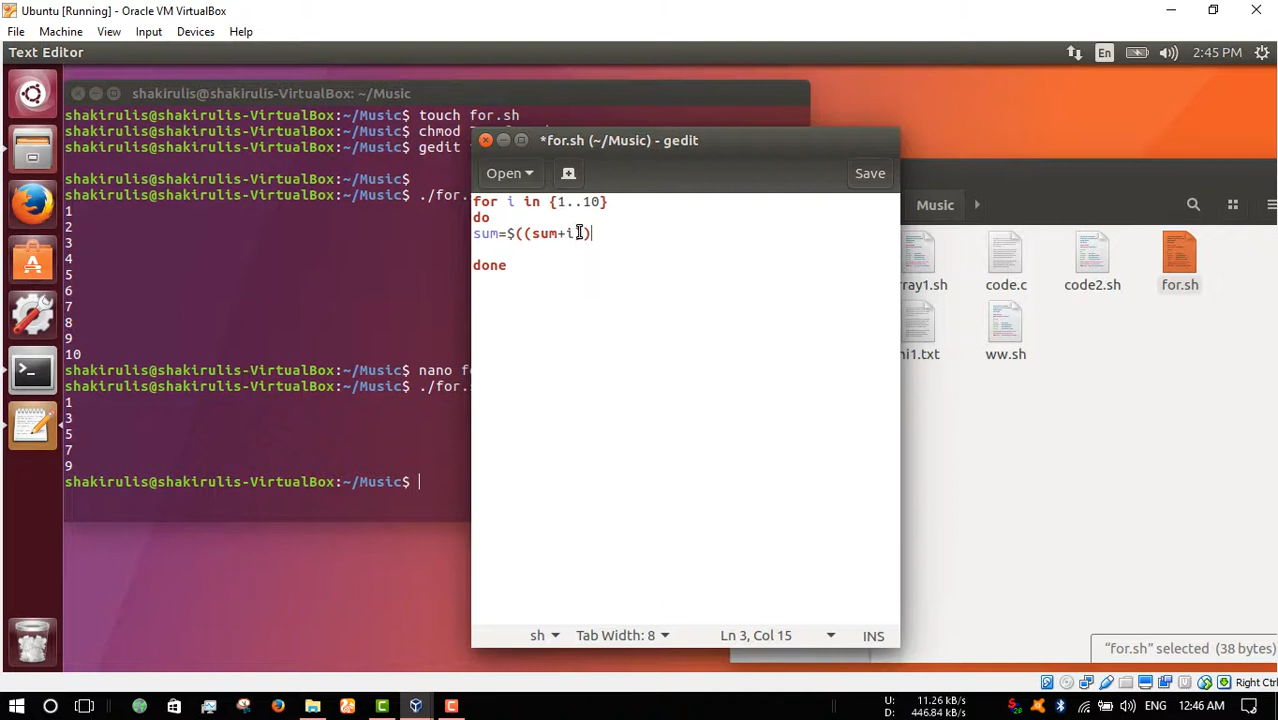 Ubuntu [Running] - Oracle VM VirtualBox
File Machine View Input Devices Help
Text Editor
En
2:45 PM
shakirulis@shakirulis-VirtualBox: ~/Music
shakirulis@shakirulis-VirtualBox:~/Music$ touch for.sh
shakirulis@shakirulis-VirtualBox:~/Music$ chmod
shakirulis@shakirulis-VirtualBox:~/Music$ gedit
shakirulis@shakirulis-VirtualBox:~/Music$
shakirulis@shakirulis-VirtualBox:~/Music$ ./for.
1
2
3
4
5
6
7
8
9
10
shakirulis@shakirulis-VirtualBox:~/Music$ nano fo
shakirulis@shakirulis-VirtualBox:~/Music$ ./for.
1
3
5
7
9
shakirulis@shakirulis-VirtualBox:~/Music$
*for.sh (~/Music) - gedit
Open
Save
for i in {1..10}
do
sum=$((sum+i))
done
sh
Tab Width: 8
Ln 3, Col 15
INS
Music
rray1.sh
code.c
code2.sh
for.sh
ni1.txt
ww.sh
"for.sh" selected (38 bytes)
Right Ctrl
U: 11.26 kB/s
D: 446.84 kB/s
12:46 AM